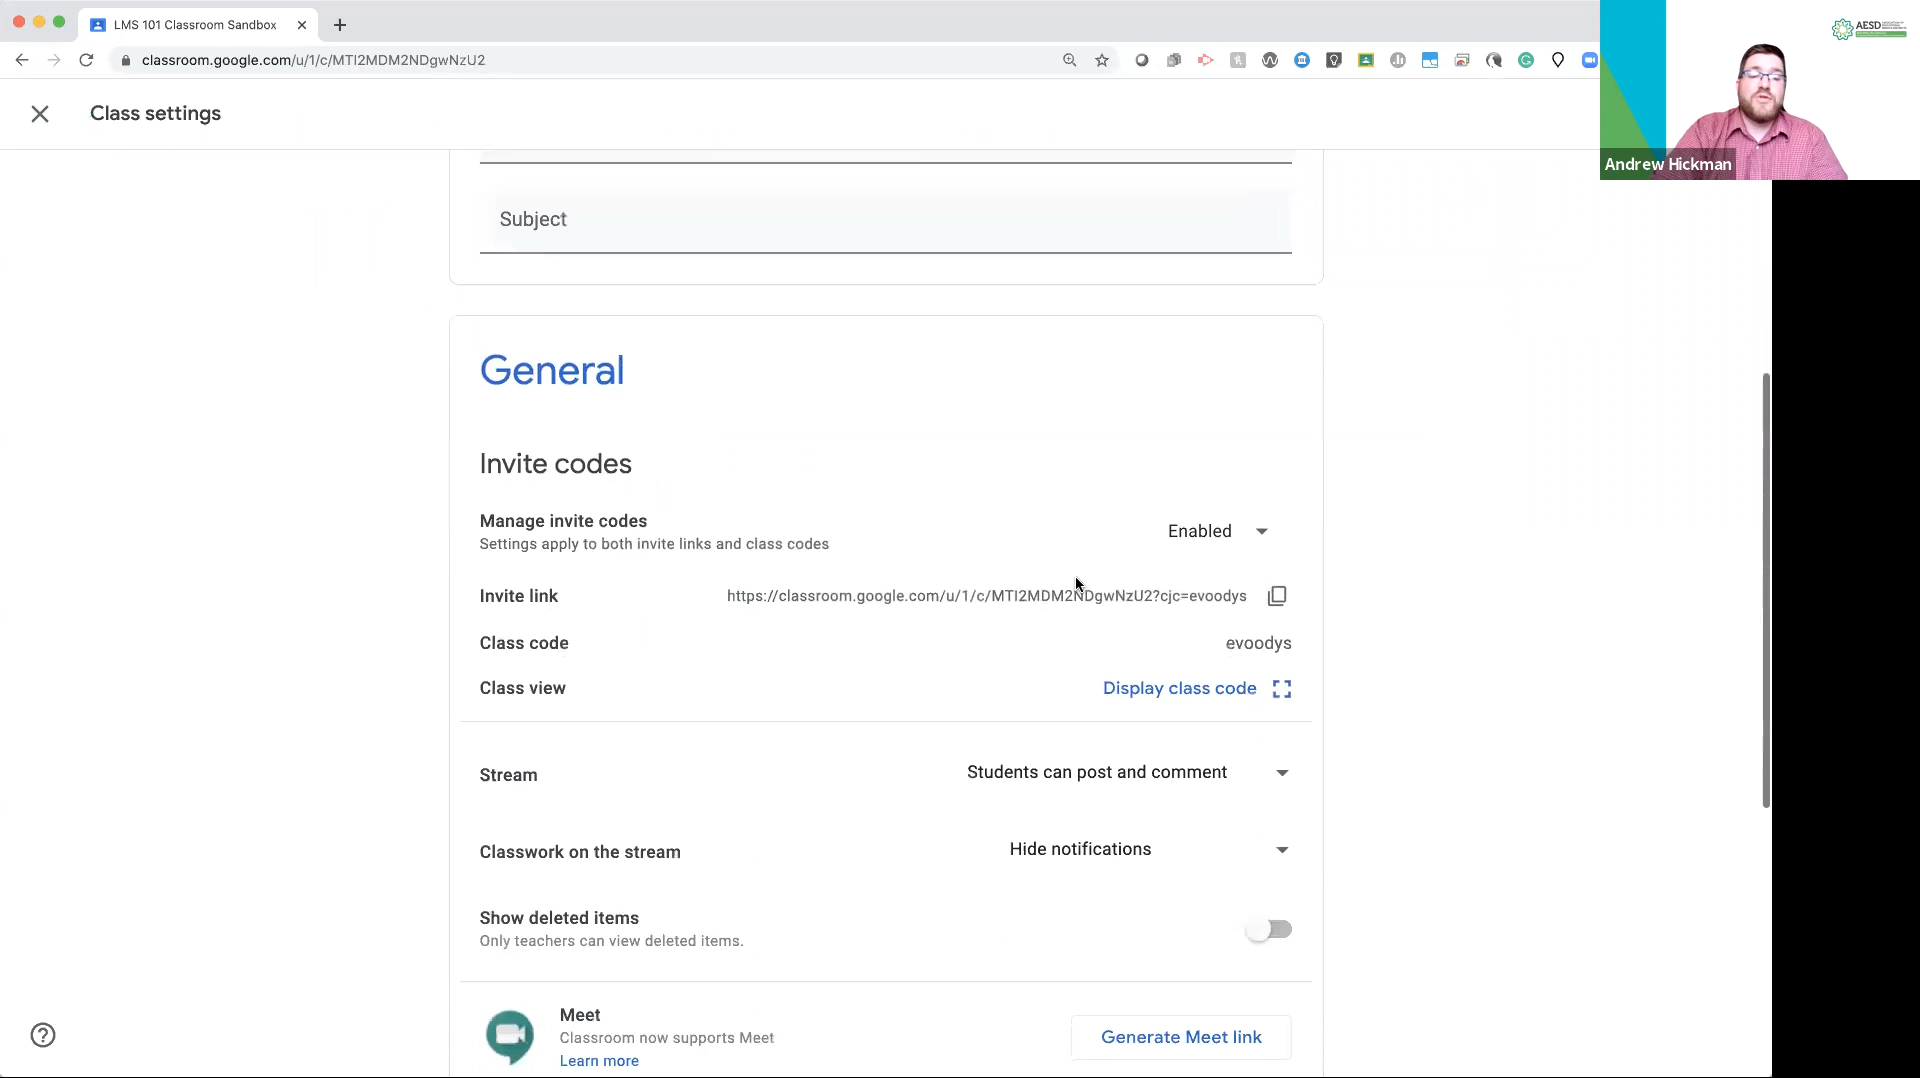 LMS 101 Classroom Sandbox
classroom.google.com/u/1/c/MTI2MDM2NDgwNzU2
AESD
Class settings
Andrew Hickman
Subject
General
Invite codes
Manage invite codes
Enabled
Settings apply to both invite links and class codes
Invite link
https://classroom.google.com/u/1/c/MTI2MDM2NDgwNzU2?cjc=evoodys
Class code
evoodys
Class view
Display class code
Stream
Students can post and comment
Classwork on the stream
Hide notifications
Show deleted items
Only teachers can view deleted items.
Meet
Classroom now supports Meet
Generate Meet link
Learn more